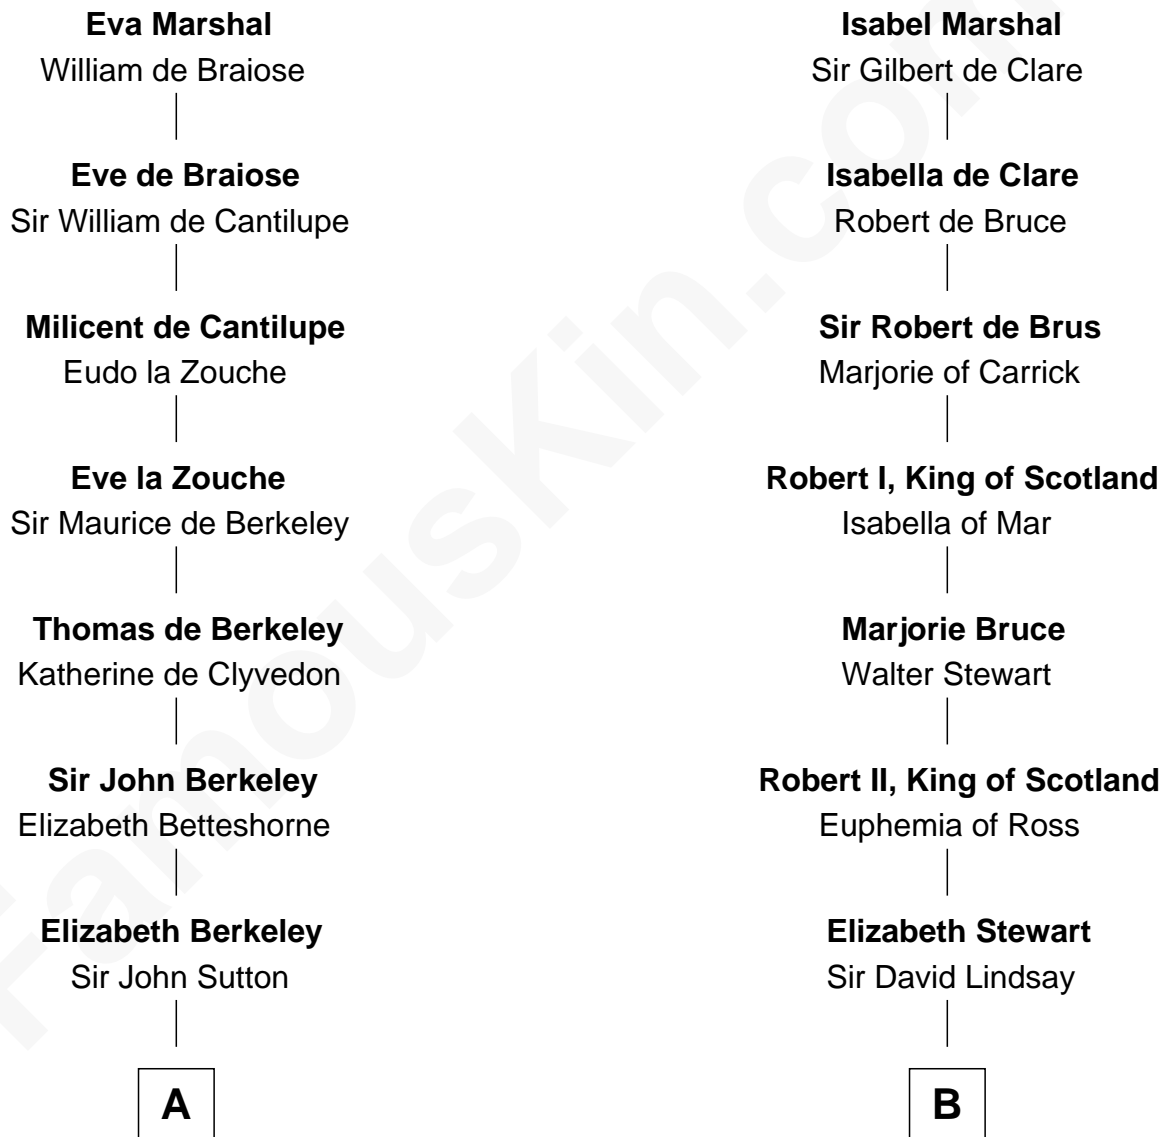 Eva Marshal
William de Braiose
Eve de Braiose
Sir William de Cantilupe
Milicent de Cantilupe
Eudo la Zouche
Eve la Zouche
Sir Maurice de Berkeley
Thomas de Berkeley
Katherine de Clyvedon
Sir John Berkeley
Elizabeth Betteshorne
Elizabeth Berkeley
Sir John Sutton
A
Isabel Marshal
Sir Gilbert de Clare
Isabella de Clare
Robert de Bruce
Sir Robert de Brus
Marjorie of Carrick
Robert I, King of Scotland
Isabella of Mar
Marjorie Bruce
Walter Stewart
Robert II, King of Scotland
Euphemia of Ross
Elizabeth Stewart
Sir David Lindsay
B
FamousKin.com